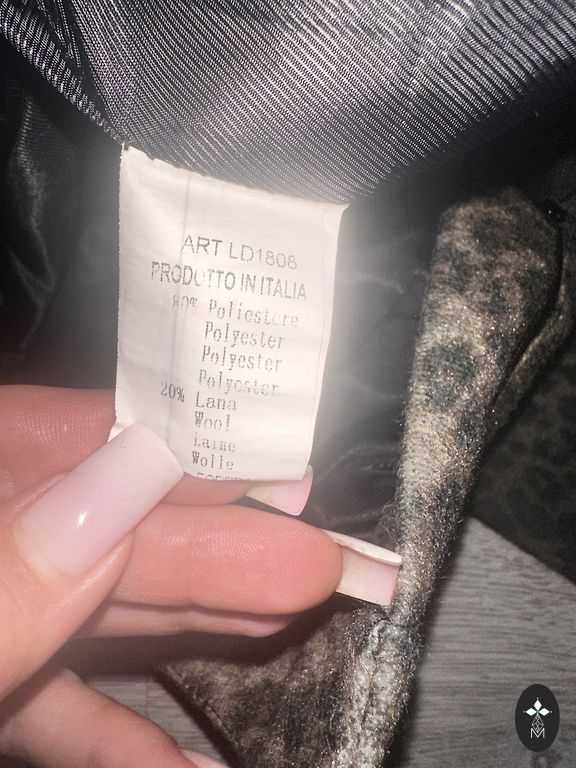 ART LD1808
PRODOTTO IN ITALIA
80% Poliestere
Polyester
Polyester
Polyester
20% Lana
Wool
Laine
Wolle
M